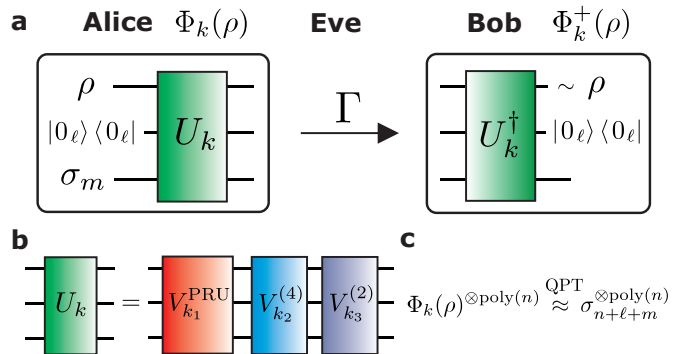 a Alice Φ_k(ρ) Eve Bob Φ_k^+(ρ)
ρ ∼ ρ
|0_ℓ⟩⟨0_ℓ| U_k Γ U_k^† |0_ℓ⟩⟨0_ℓ|
σ_m
b c
U_k = V_{k_1}^{PRU} V_{k_2}^{(4)} V_{k_3}^{(2)} Φ_k(ρ)^{⊗poly(n)} QPT ≈ σ_{n+ℓ+m}^{⊗poly(n)}